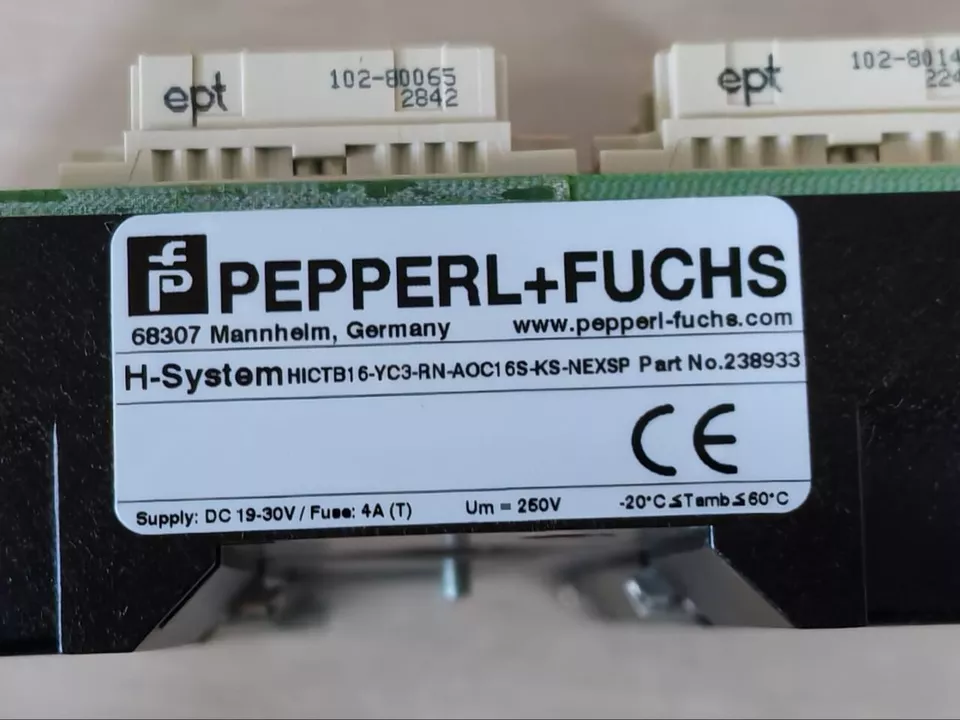 ept 102-80065
2842
ept 102-8014
224
PEPPERL+FUCHS
68307 Mannheim, Germany www.pepperl-fuchs.com
H-System HICTB16-YC3-RN-AOC16S-KS-NEXSP Part No.238933
CE
Supply: DC 19-30V / Fuse: 4A (T) Um = 250V -20°C ≤Tamb≤ 60°C